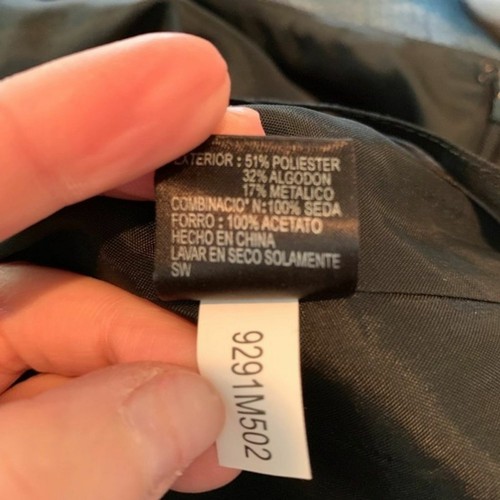 EXTERIOR : 51% POLIESTER
32% ALGODON
17% METALICO
COMBINACIO' N: 100% SEDA
FORRO : 100% ACETATO
HECHO EN CHINA
LAVAR EN SECO SOLAMENTE
SW
9291M502